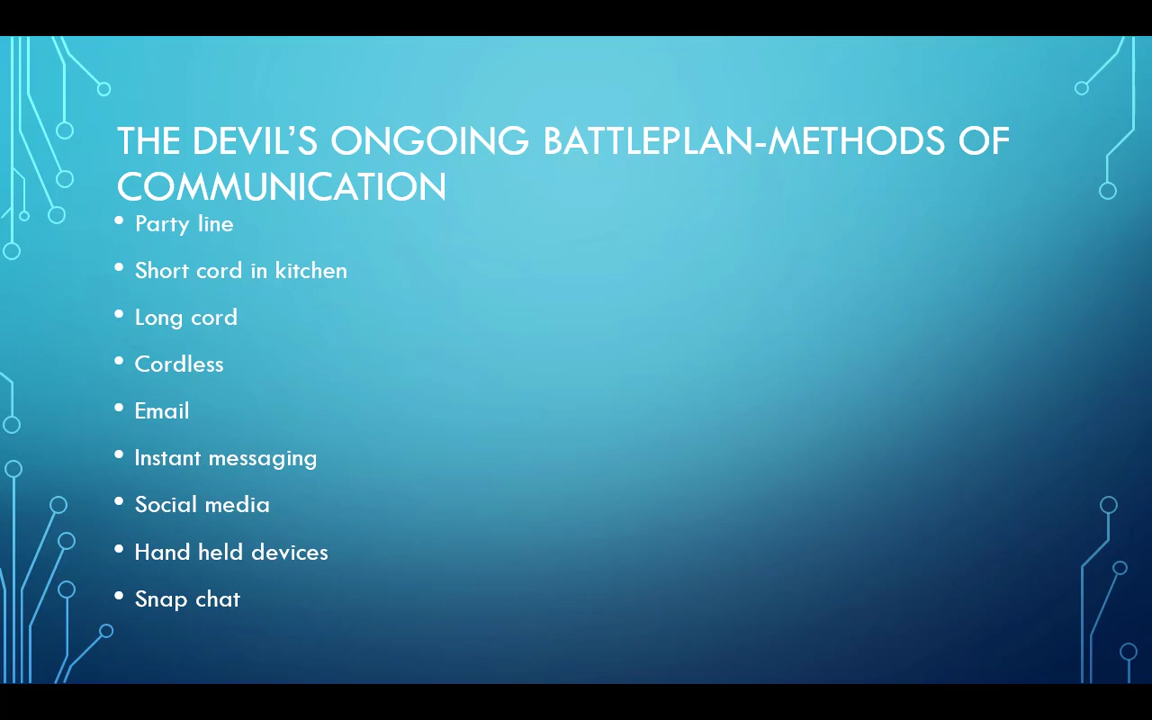 THE DEVIL’S ONGOING BATTLEPLAN-METHODS OF
COMMUNICATION
• Party line
• Short cord in kitchen
• Long cord
• Cordless
• Email
• Instant messaging
• Social media
• Hand held devices
• Snap chat